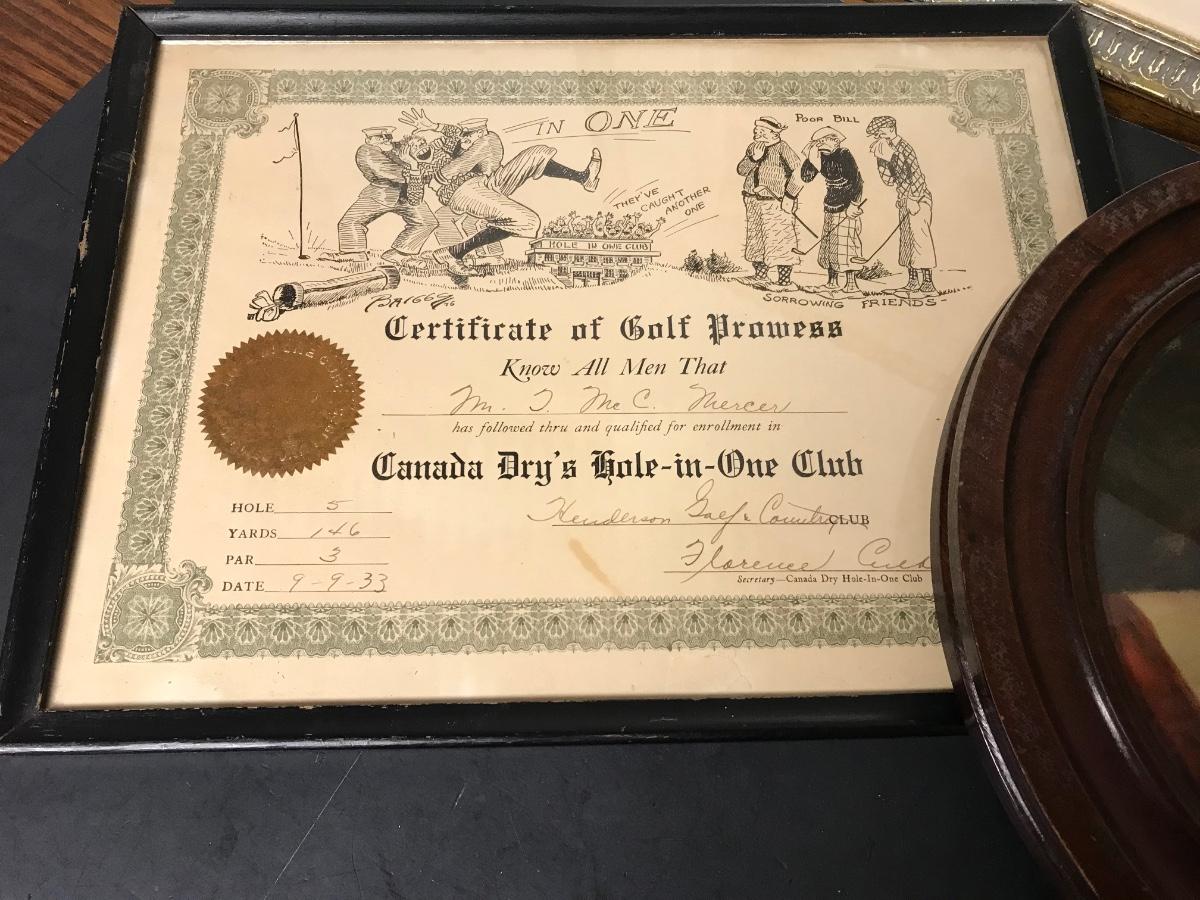 IN ONE
POOR BILL
THEY'VE
CAUGHT
ANOTHER
ONE
HOLE IN ONE CLUB
BRIGGS
SORROWING FRIENDS-
Certificate of Golf Prowess
Know All Men That
Mr. T. McC. Mercer
has followed thru and qualified for enrollment in
Canada Dry's Hole-in-One Club
HOLE 5
Henderson Golf & Country CLUB
YARDS 146
PAR 3
Florence
DATE 9-9-33
Secretary—Canada Dry Hole-In-One Club